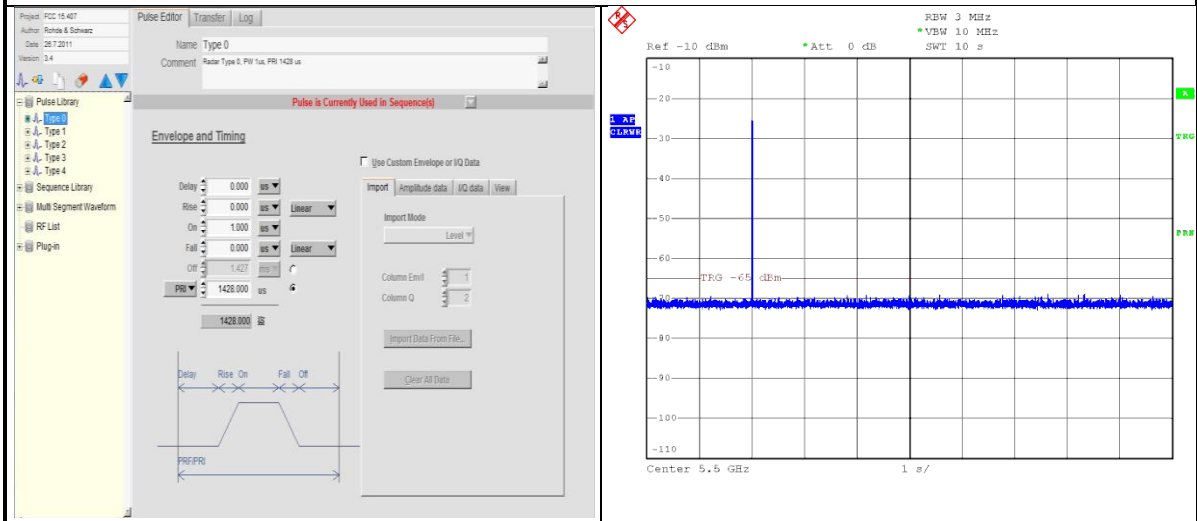 Project FCC 15.407
Author Rohde & Schwarz
Date 26.7.2011
Version 3.4
Pulse Library
Type 0
Type 1
Type 2
Type 3
Type 4
Sequence Library
Multi Segment Waveform
RF List
Plug-in
Pulse Editor Transfer Log
Name Type 0
Comment Radar Type 0, PW 1us, PRI 1428 us
Pulse is Currently Used in Sequence(s)
Envelope and Timing
Use Custom Envelope or I/Q Data
Delay 0.000 us
Rise 0.000 us Linear
On 1.000 us
Fall 0.000 us Linear
Off 1.427 ms
PRI 1428.000 us
1428.000
Import Amplitude data I/Q data View
Import Mode
Level
Column Env/I 1
Column Q 2
Import Data From File...
Clear All Data
Delay Rise On Fall Off
PRF/PRI
R S
RBW 3 MHz
*VBW 10 MHz
Ref -10 dBm *Att 0 dB SWT 10 s
-10
-20
-30
-40
-50
-60
TRG -65 dBm
-70
-80
-90
-100
-110
1 AP
CLRWR
A
TRG
PRN
Center 5.5 GHz 1 s/